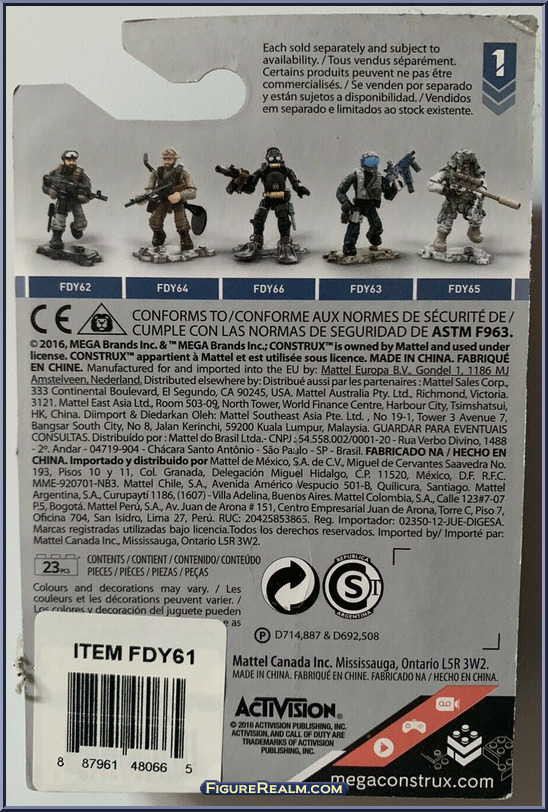 Each sold separately and subject to
availability. / Tous vendus séparément.
Certains produits peuvent ne pas être
commercialisés. / Se venden por separado
y están sujetos a disponibilidad. / Vendidos
em separado e limitados ao stock existente.
1
FDY62 FDY64 FDY66 FDY63 FDY65
CE
CONFORMS TO/CONFORME AUX NORMES DE SÉCURITÉ DE/
CUMPLE CON LAS NORMAS DE SEGURIDAD DE ASTM F963.
© 2016, MEGA Brands Inc. & ™ MEGA Brands Inc.; CONSTRUX™ is owned by Mattel and used under
license. CONSTRUX™ appartient à Mattel et est utilisée sous licence. MADE IN CHINA. FABRIQUÉ
EN CHINE. Manufactured for and imported into the EU by: Mattel Europa B.V., Gondel 1, 1186 MJ
Amstelveen, Nederland. Distributed elsewhere by: Distribué aussi par les partenaires : Mattel Sales Corp.,
333 Continental Boulevard, El Segundo, CA 90245, USA. Mattel Australia Pty. Ltd., Richmond, Victoria.
3121. Mattel East Asia Ltd., Room 503-09, North Tower, World Finance Centre, Harbour City, Tsimshatsui,
HK, China. Diimport & Diedarkan Oleh: Mattel Southeast Asia Pte. Ltd. , No 19-1, Tower 3 Avenue 7,
Bangsar South City, No 8, Jalan Kerinchi, 59200 Kuala Lumpur, Malaysia. GUARDAR PARA EVENTUAIS
CONSULTAS. Distribuído por : Mattel do Brasil Ltda.- CNPJ : 54.558.002/0001-20 - Rua Verbo Divino, 1488
- 2º. Andar - 04719-904 - Chácara Santo Antônio - São Paulo - SP - Brasil. FABRICADO NA / HECHO EN
CHINA. Importado y distribuido por Mattel de México, S.A. de C.V., Miguel de Cervantes Saavedra No.
193, Pisos 10 y 11, Col. Granada, Delegación Miguel Hidalgo, C.P. 11520, México, D.F. R.F.C.
MME-920701-NB3. Mattel Chile, S.A., Avenida Américo Vespucio 501-B, Quilicura, Santiago. Mattel
Argentina, S.A., Curupaytí 1186, (1607) - Villa Adelina, Buenos Aires. Mattel Colombia, S.A., Calle 123#7-07
P.5, Bogotá. Mattel Perú, S.A., Av. Juan de Arona # 151, Centro Empresarial Juan de Arona, Torre C, Piso 7,
Oficina 704, San Isidro, Lima 27, Perú. RUC: 20425853865. Reg. Importador: 02350-12-JUE-DIGESA.
Marcas registradas utilizadas bajo licencia.Todos los derechos reservados. Imported by/ Importé par:
Mattel Canada Inc., Mississauga, Ontario L5R 3W2.
23 PCS
CONTENTS/CONTENT/CONTENIDO/CONTEÚDO
PIECES/PIÈCES/PIEZAS/PEÇAS
Colours and decorations may vary. / Les
couleurs et les décorations peuvent varier. /
Los colores y decoración del juguete pueden
e as
REPUBLICA
S
ARGENTINA
P D714,887 & D692,508
Mattel Canada Inc. Mississauga, Ontario L5R 3W2.
MADE IN CHINA. FABRIQUÉ EN CHINE. FABRICADO NA / HECHO EN CHINA.
ITEM FDY61
8 87961 48066 5
ACTIVISION®
© 2016 ACTIVISION PUBLISHING, INC.
ACTIVISION, AND CALL OF DUTY ARE
TRADEMARKS OF ACTIVISION
PUBLISHING, INC.
megaconstrux.com
FIGUREREALM.COM